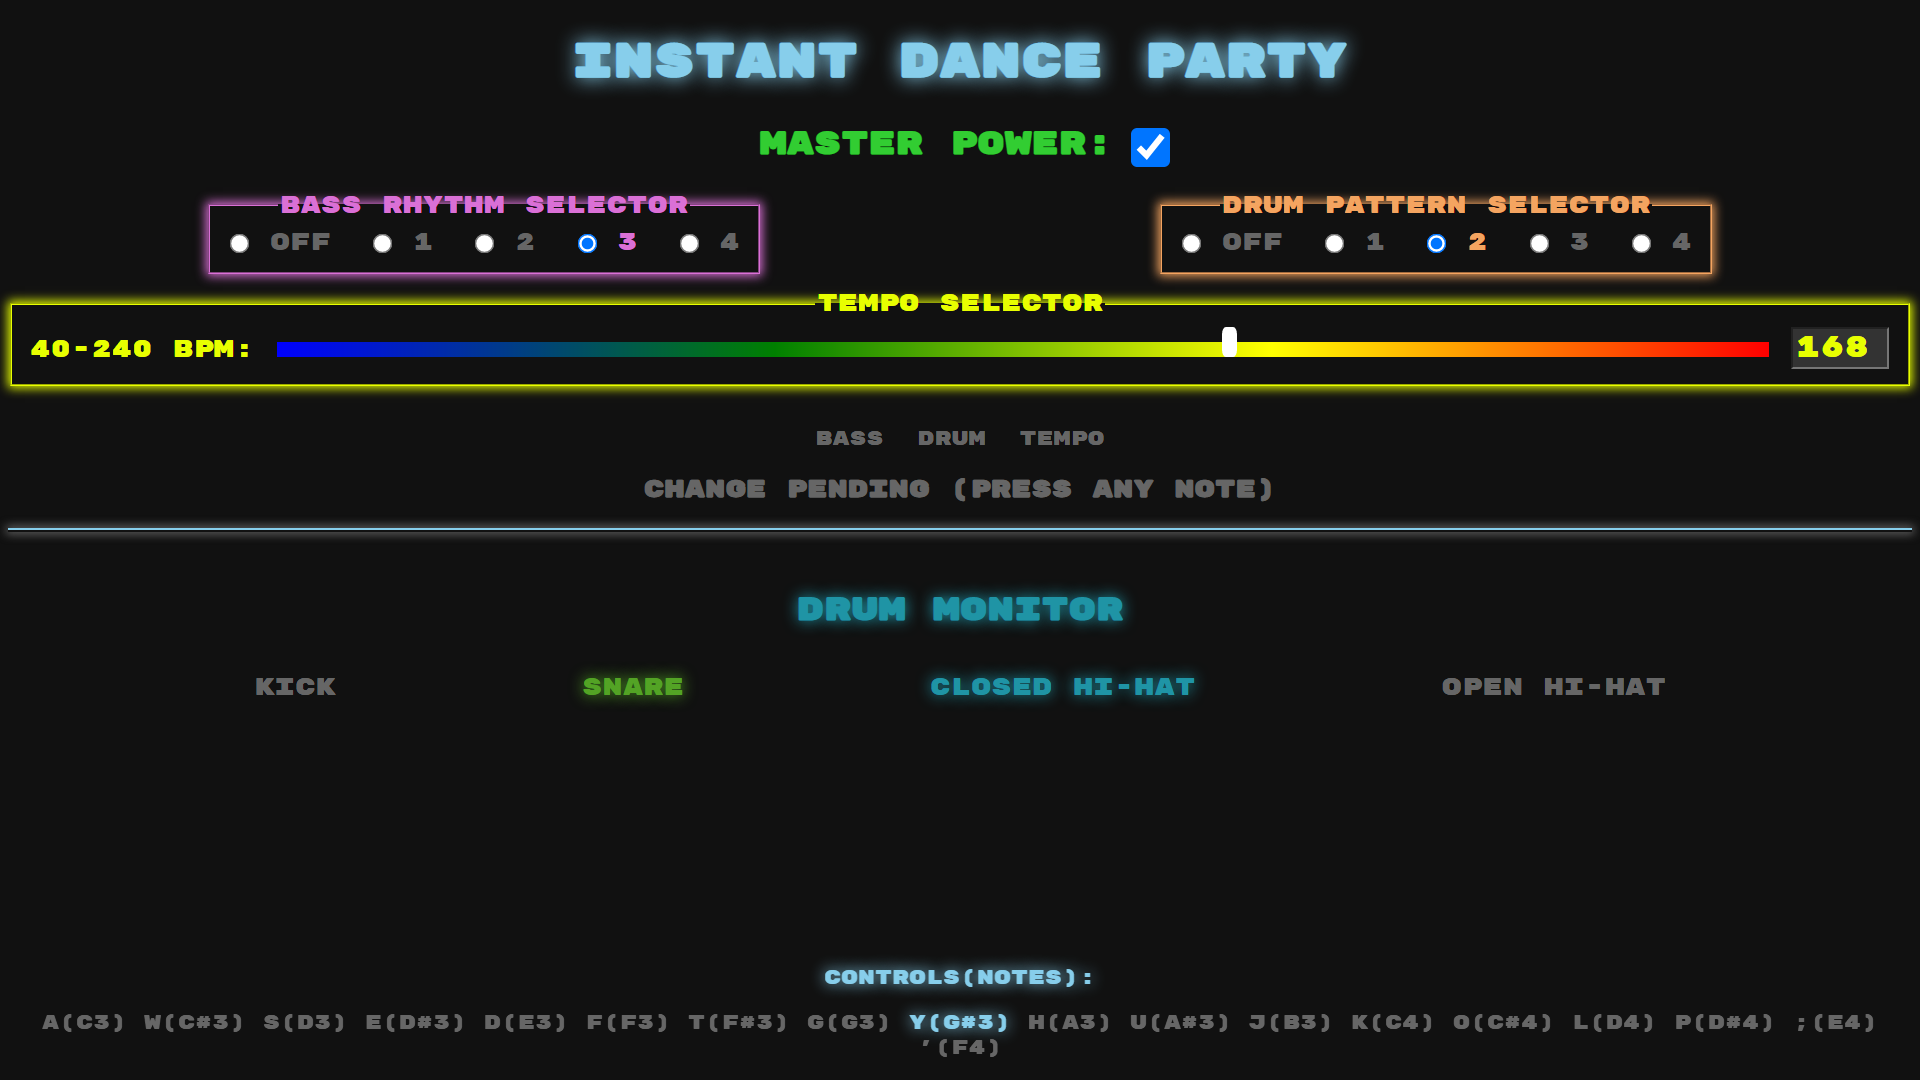 INSTANT DANCE PARTY
MASTER POWER:
BASS RHYTHM SELECTOR
OFF 1 2 3 4
DRUM PATTERN SELECTOR
OFF 1 2 3 4
TEMPO SELECTOR
40-240 BPM: 168
BASS DRUM TEMPO
CHANGE PENDING (PRESS ANY NOTE)
DRUM MONITOR
KICK SNARE CLOSED HI-HAT OPEN HI-HAT
CONTROLS(NOTES):
A(C3) W(C#3) S(D3) E(D#3) D(E3) F(F3) T(F#3) G(G3) Y(G#3) H(A3) U(A#3) J(B3) K(C4) O(C#4) L(D4) P(D#4) ;(E4)
'(F4)